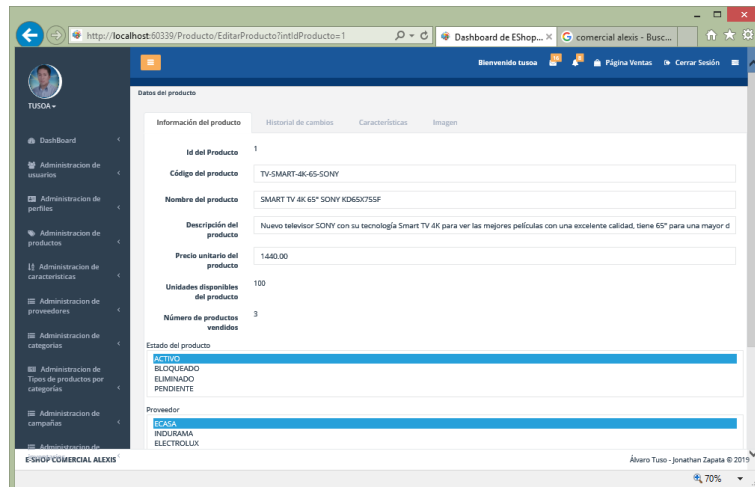 http://localhost:60339/Producto/EditarProducto?intIdProducto=1
Dashboard de EShop...
comercial alexis - Busc...
Bienvenido tusoa
Página Ventas
Cerrar Sesión
TUSOA
DashBoard
Administracion de usuarios
Administracion de perfiles
Administracion de productos
Administracion de caracteristicas
Administracion de proveedores
Administracion de categorias
Administracion de Tipos de productos por categorías
Administracion de campañas
Administracion de
Datos del producto
Información del producto
Historial de cambios
Características
Imagen
Id del Producto
1
Código del producto
TV-SMART-4K-65-SONY
Nombre del producto
SMART TV 4K 65" SONY KD65X755F
Descripción del producto
Nuevo televisor SONY con su tecnología Smart TV 4K para ver las mejores películas con una excelente calidad, tiene 65" para una mayor d
Precio unitario del producto
1440.00
Unidades disponibles del producto
100
Número de productos vendidos
3
Estado del producto
ACTIVO
BLOQUEADO
ELIMINADO
PENDIENTE
Proveedor
ECASA
INDURAMA
ELECTROLUX
E-SHOP COMERCIAL ALEXIS
Álvaro Tuso - Jonathan Zapata © 2019
70%